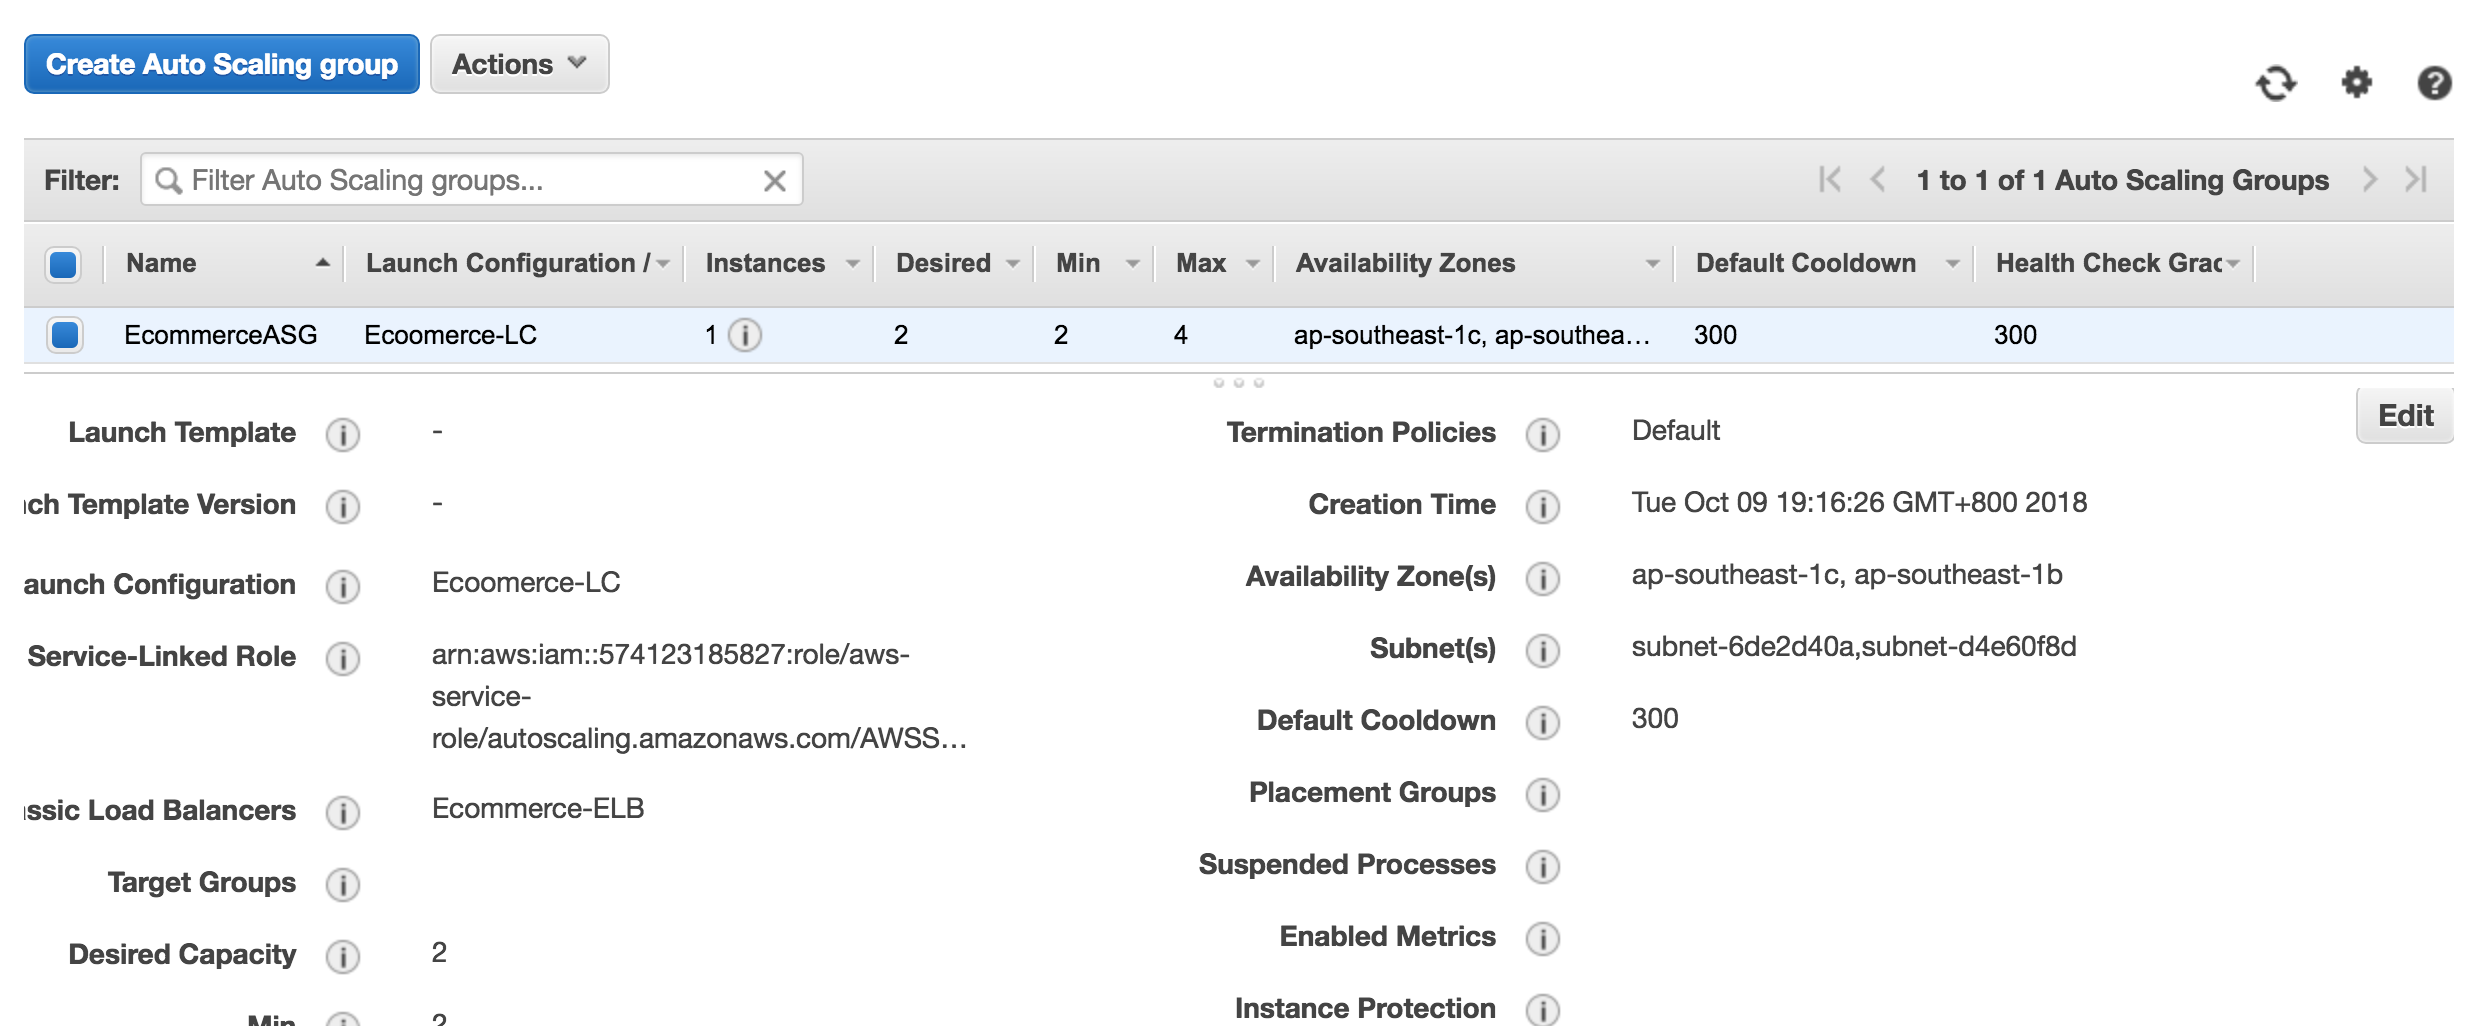 Create Auto Scaling group Actions
Filter: Filter Auto Scaling groups... 1 to 1 of 1 Auto Scaling Groups
Name Launch Configuration / Instances Desired Min Max Availability Zones Default Cooldown Health Check Grac
EcommerceASG Ecoomerce-LC 1 2 2 4 ap-southeast-1c, ap-southea... 300 300
Edit
Launch Template - Termination Policies Default
ch Template Version - Creation Time Tue Oct 09 19:16:26 GMT+800 2018
aunch Configuration Ecoomerce-LC Availability Zone(s) ap-southeast-1c, ap-southeast-1b
Service-Linked Role arn:aws:iam::574123185827:role/aws-
service-
role/autoscaling.amazonaws.com/AWSS...
Subnet(s) subnet-6de2d40a,subnet-d4e60f8d
Default Cooldown 300
assic Load Balancers Ecommerce-ELB Placement Groups
Target Groups Suspended Processes
Desired Capacity 2 Enabled Metrics
Min 2 Instance Protection